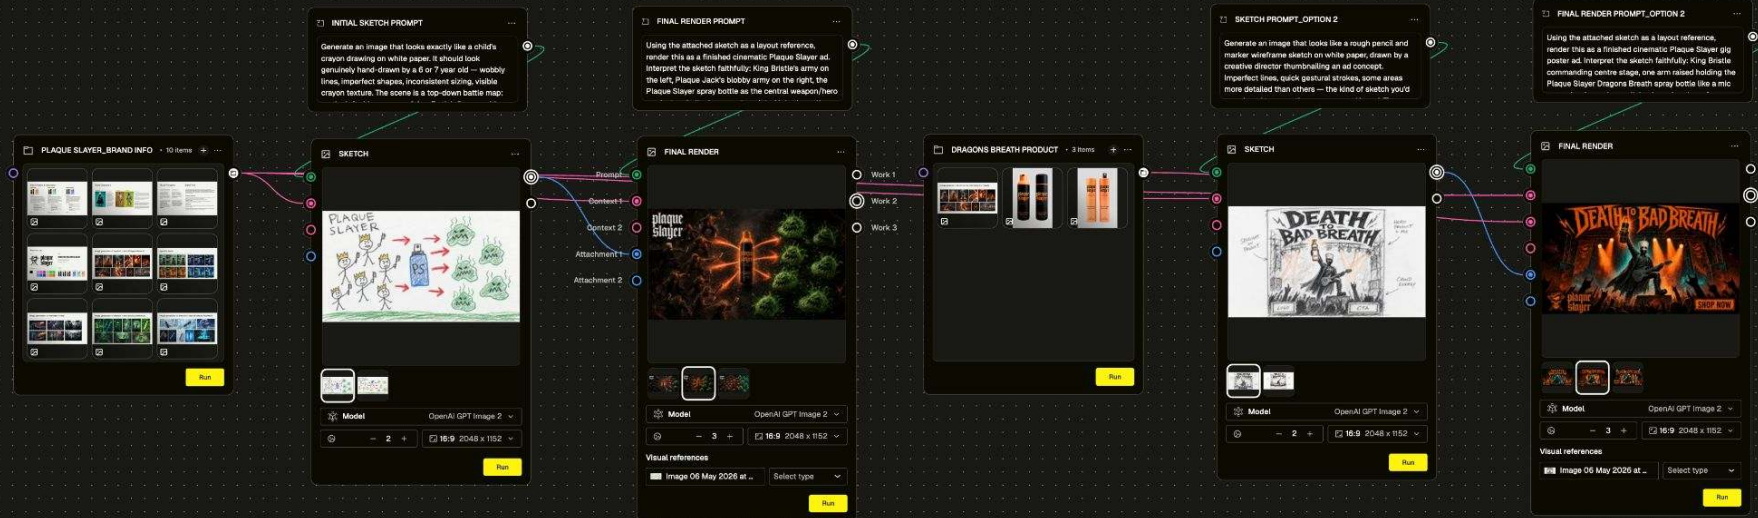 INITIAL SKETCH PROMPT
Generate an image that looks exactly like a child's
crayon drawing on white paper. It should look
genuinely hand-drawn by a 6 or 7 year old — wobbly
lines, imperfect shapes, inconsistent sizing, visible
crayon texture. The scene is a top-down battle map:
FINAL RENDER PROMPT
Using the attached sketch as a layout reference,
render this as a finished cinematic Plaque Slayer ad.
Interpret the sketch faithfully: King Bristle's army on
the left, Plaque Jack's blobby army on the right, the
Plaque Slayer spray bottle as the central weapon/hero
SKETCH PROMPT_OPTION 2
Generate an image that looks like a rough pencil and
marker wireframe sketch on white paper, drawn by a
creative director thumbnailing an ad concept.
Imperfect lines, quick gestural strokes, some areas
more detailed than others — the kind of sketch you'd
FINAL RENDER PROMPT_OPTION 2
Using the attached sketch as a layout reference,
render this as a finished cinematic Plaque Slayer gig
poster ad. Interpret the sketch faithfully: King Bristle
commanding centre stage, one arm raised holding the
Plaque Slayer Dragons Breath spray bottle like a mic
PLAQUE SLAYER_BRAND INFO • 10 items + ...
plaque
slayer
Run
SKETCH
PLAQUE
SLAYER
PS
Model OpenAI GPT Image 2
− 2 + 16:9 2048 x 1152
Run
Prompt
Context 1
Context 2
Attachment 1
Attachment 2
FINAL RENDER
plaque
slayer
Model OpenAI GPT Image 2
− 3 + 16:9 2048 x 1152
Visual references
Image 06 May 2026 at ... Select type
Run
Work 1
Work 2
Work 3
DRAGONS BREATH PRODUCT • 3 items + ...
Run
SKETCH
DEATH
TO
BAD BREATH
Model OpenAI GPT Image 2
− 2 + 16:9 2048 x 1152
Run
FINAL RENDER
DEATH TO BAD BREATH
plaque
slayer
SHOP NOW
Model OpenAI GPT Image 2
− 3 + 16:9 2048 x 1152
Visual references
Image 06 May 2026 at ... Select type
Run